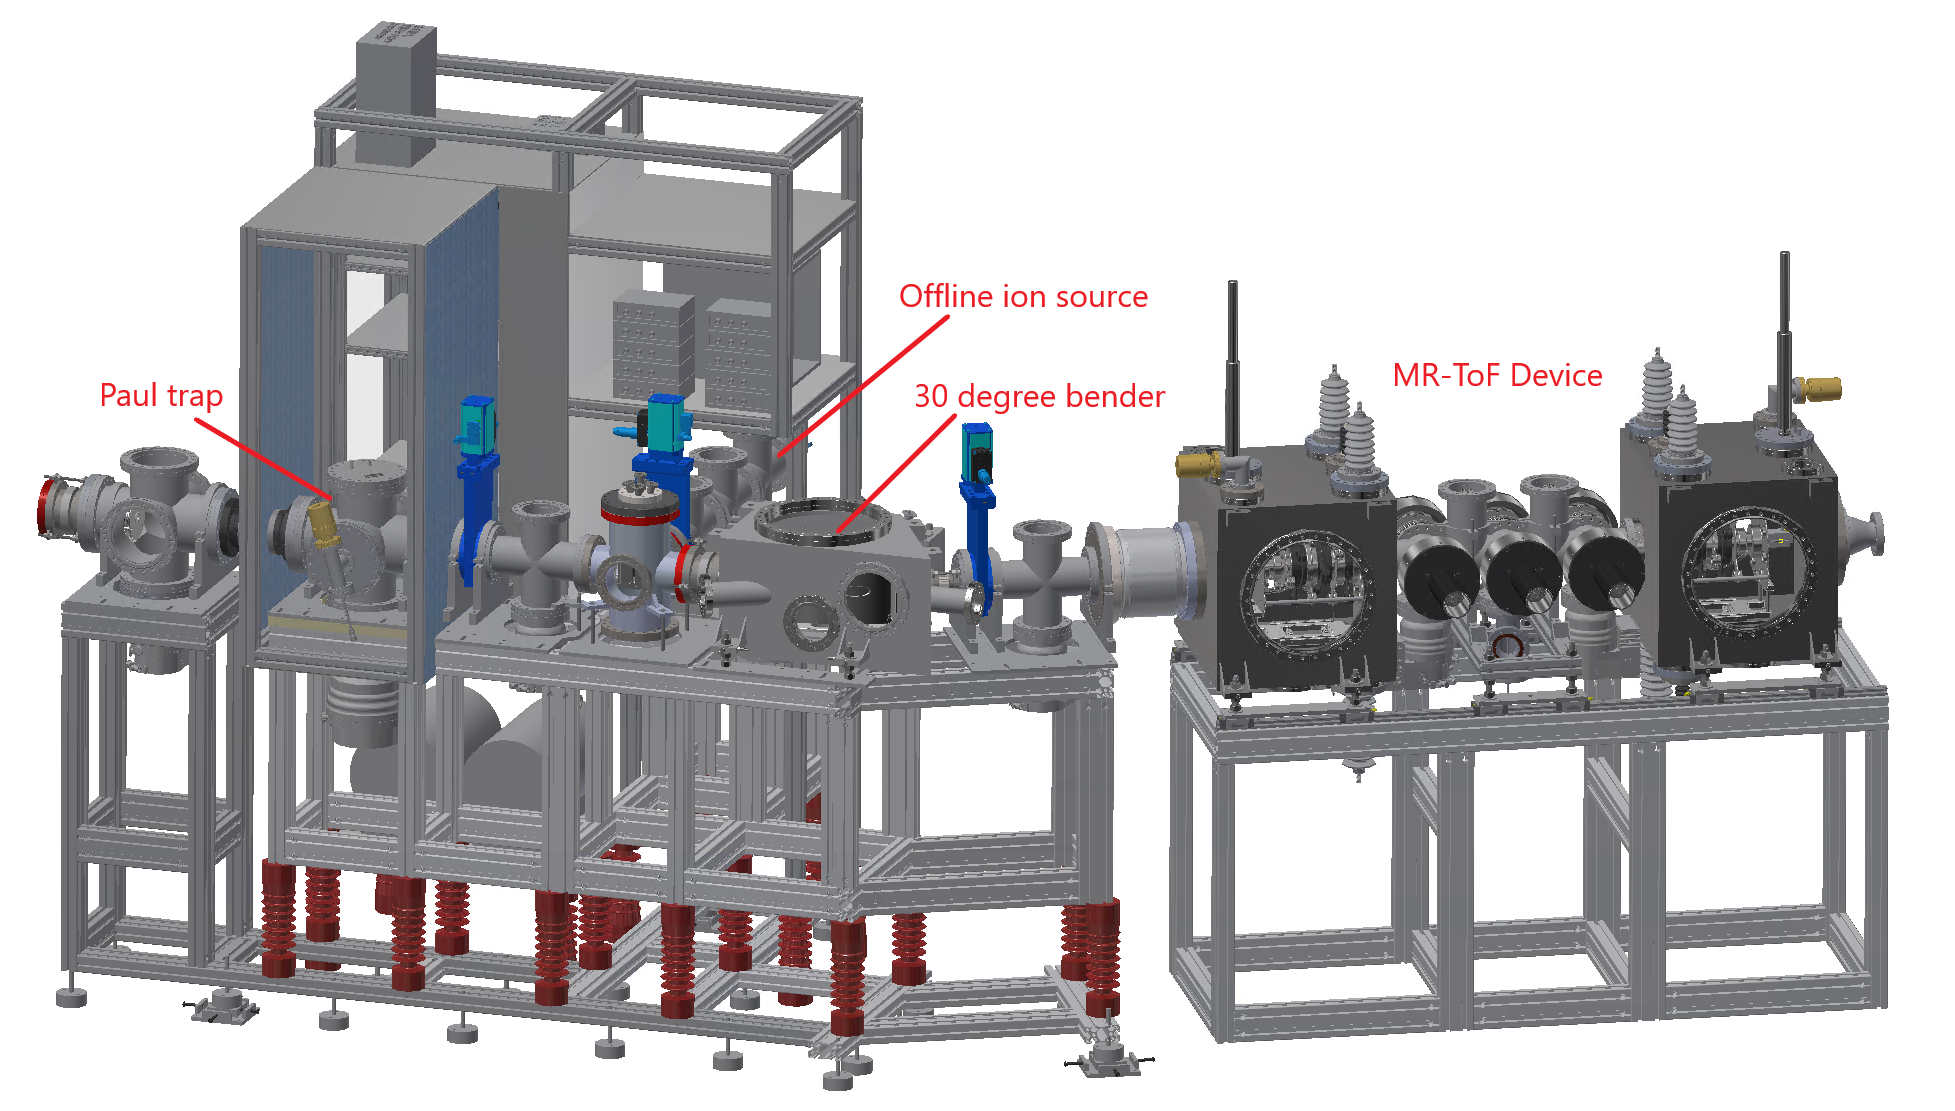 Offline ion source
MR-ToF Device
Paul trap
30 degree bender